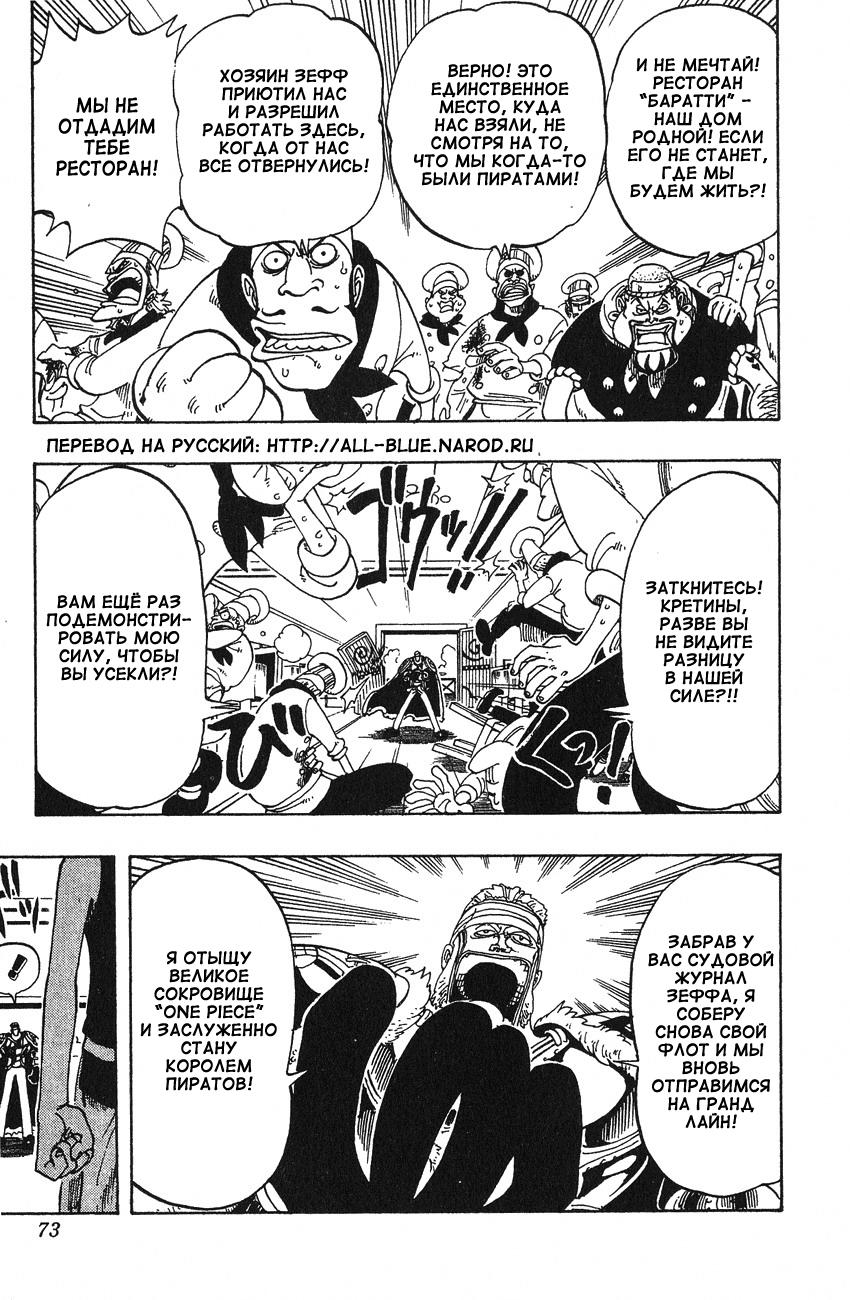 И НЕ МЕЧТАЙ!
РЕСТОРАН
"БАРАТТИ" -
НАШ ДОМ
РОДНОЙ! ЕСЛИ
ЕГО НЕ СТАНЕТ,
ГДЕ МЫ
БУДЕМ ЖИТЬ?!
ВЕРНО! ЭТО
ЕДИНСТВЕННОЕ
МЕСТО, КУДА
НАС ВЗЯЛИ, НЕ
СМОТРЯ НА ТО,
ЧТО МЫ КОГДА-ТО
БЫЛИ ПИРАТАМИ!
ХОЗЯИН ЗЕФФ
ПРИЮТИЛ НАС
И РАЗРЕШИЛ
РАБОТАТЬ ЗДЕСЬ,
КОГДА ОТ НАС
ВСЕ ОТВЕРНУЛИСЬ!
МЫ НЕ
ОТДАДИМ
ТЕБЕ
РЕСТОРАН!
ПЕРЕВОД НА РУССКИЙ: HTTP://ALL-BLUE.NAROD.RU
ゴウッ!!
ЗАТКНИТЕСЬ!
КРЕТИНЫ,
РАЗВЕ ВЫ
НЕ ВИДИТЕ
РАЗНИЦУ
В НАШЕЙ
СИЛЕ?!!
ВАМ ЕЩЁ РАЗ
ПОДЕМОНСТРИ-
РОВАТЬ МОЮ
СИЛУ, ЧТОБЫ
ВЫ УСЕКЛИ?!
ЗАБРАВ У
ВАС СУДОВОЙ
ЖУРНАЛ
ЗЕФФА, Я
СОБЕРУ
СНОВА СВОЙ
ФЛОТ И МЫ
ВНОВЬ
ОТПРАВИМСЯ
НА ГРАНД
ЛАЙН!
Я ОТЫЩУ
ВЕЛИКОЕ
СОКРОВИЩЕ
"ONE PIECE"
И ЗАСЛУЖЕННО
СТАНУ
КОРОЛЕМ
ПИРАТОВ!
!
73